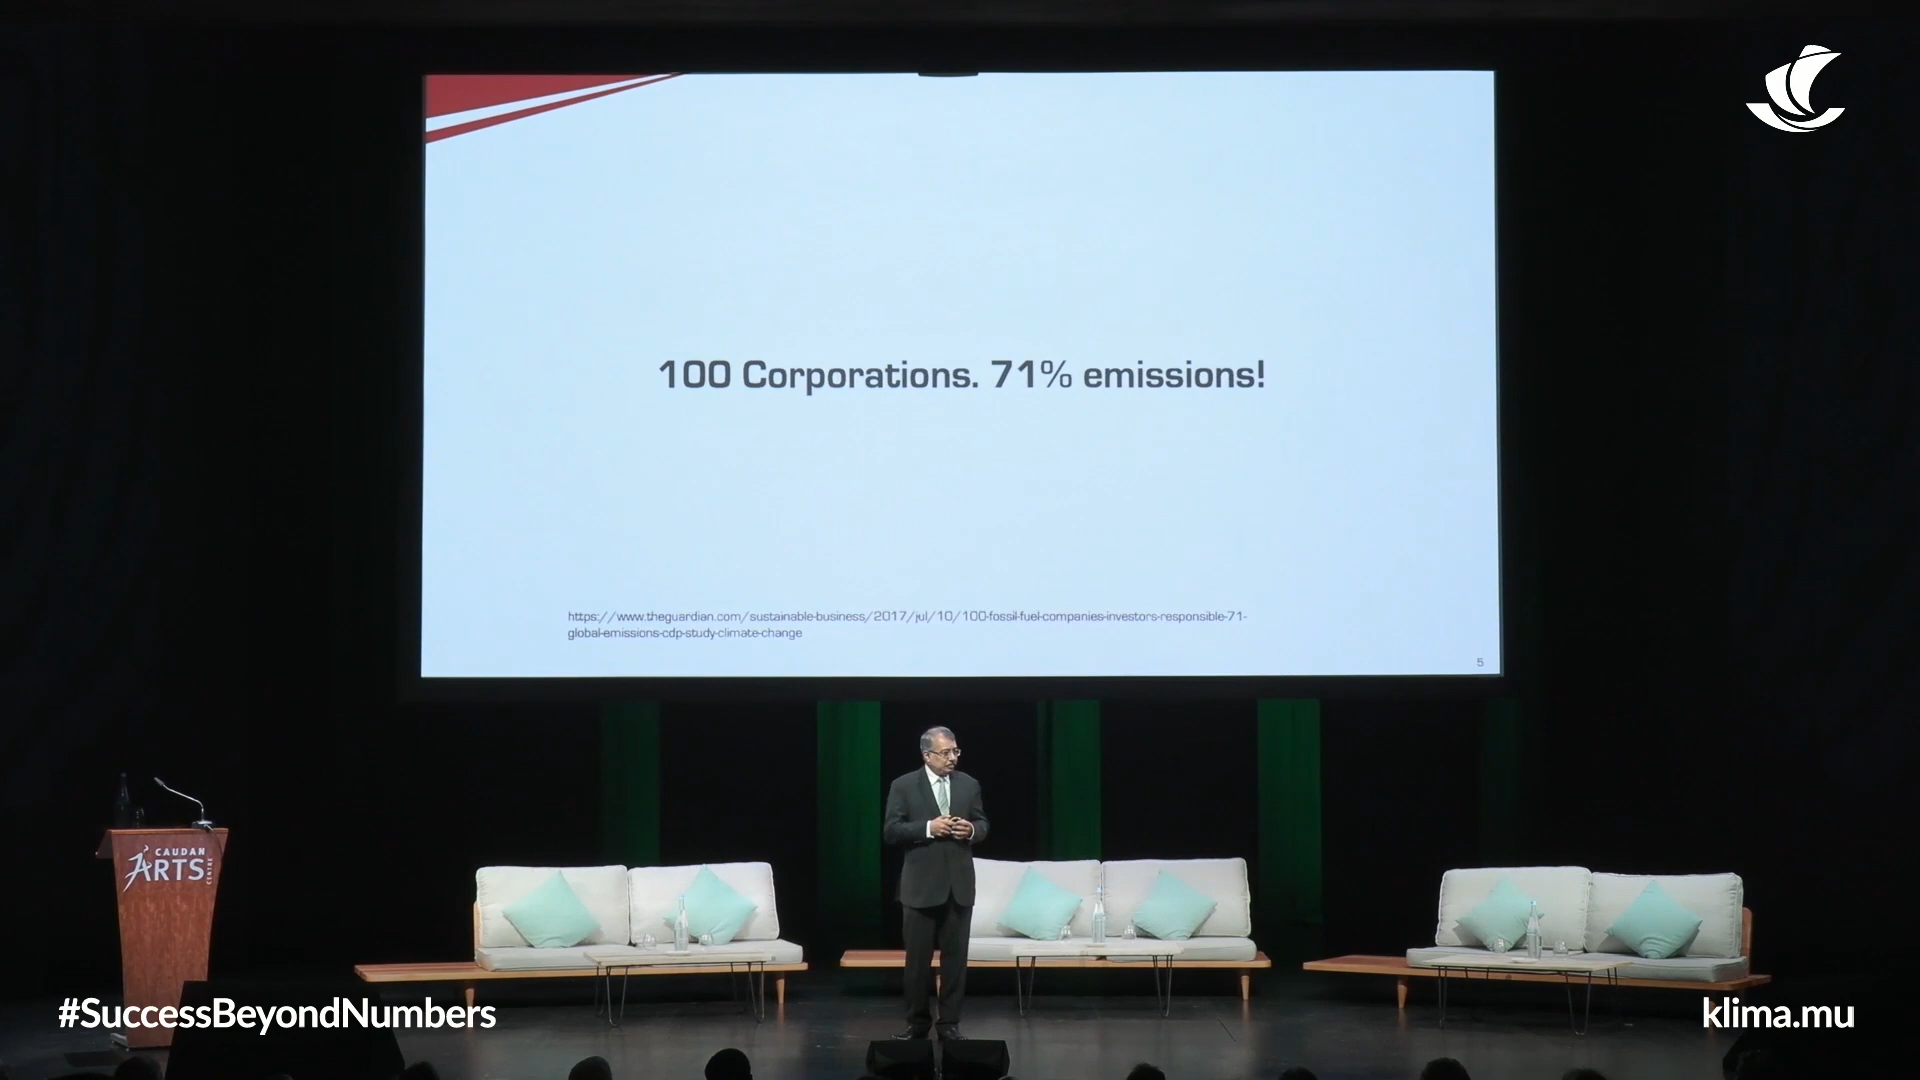 100 Corporations. 71% emissions!
https://www.theguardian.com/sustainable-business/2017/jul/10/100-fossil-fuel-companies-investors-responsible-71-
global-emissions-cdp-study-climate-change
5
CAUDAN
ARTS
CENTRE
#SuccessBeyondNumbers
klima.mu